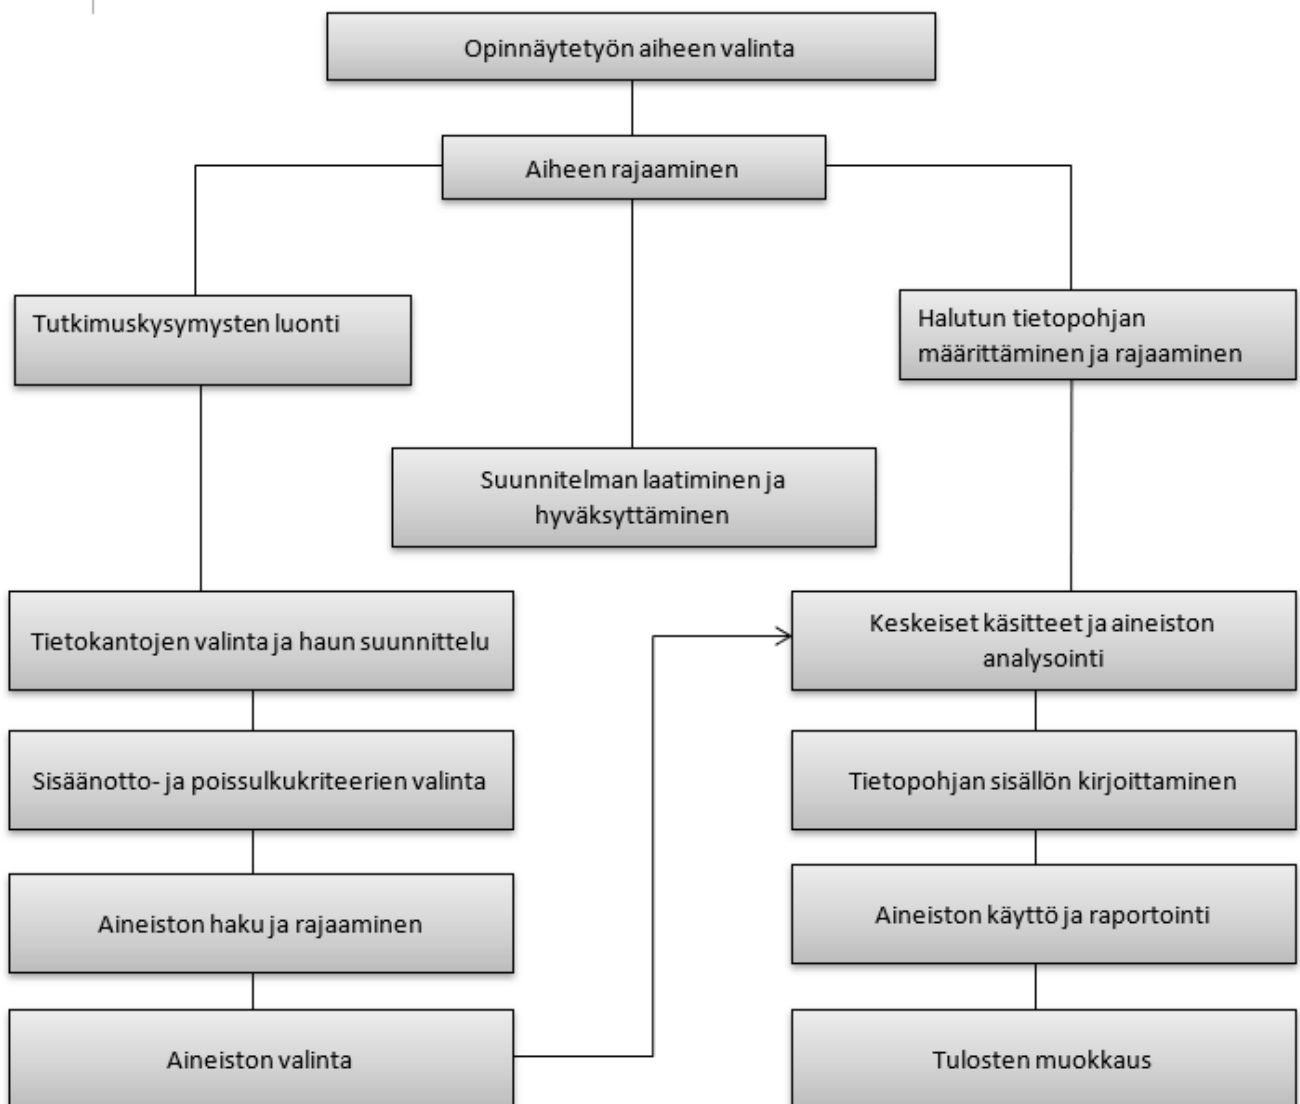 Opinnäytetyön aiheen valinta
Aiheen rajaaminen
Tutkimuskysymysten luonti
Halutun tietopohjan
määrittäminen ja rajaaminen
Suunnitelman laatiminen ja
hyväksyttäminen
Tietokantojen valinta ja haun suunnittelu
Sisäänotto- ja poissulkukriteerien valinta
Aineiston haku ja rajaaminen
Aineiston valinta
Keskeiset käsitteet ja aineiston
analysointi
Tietopohjan sisällön kirjoittaminen
Aineiston käyttö ja raportointi
Tulosten muokkaus